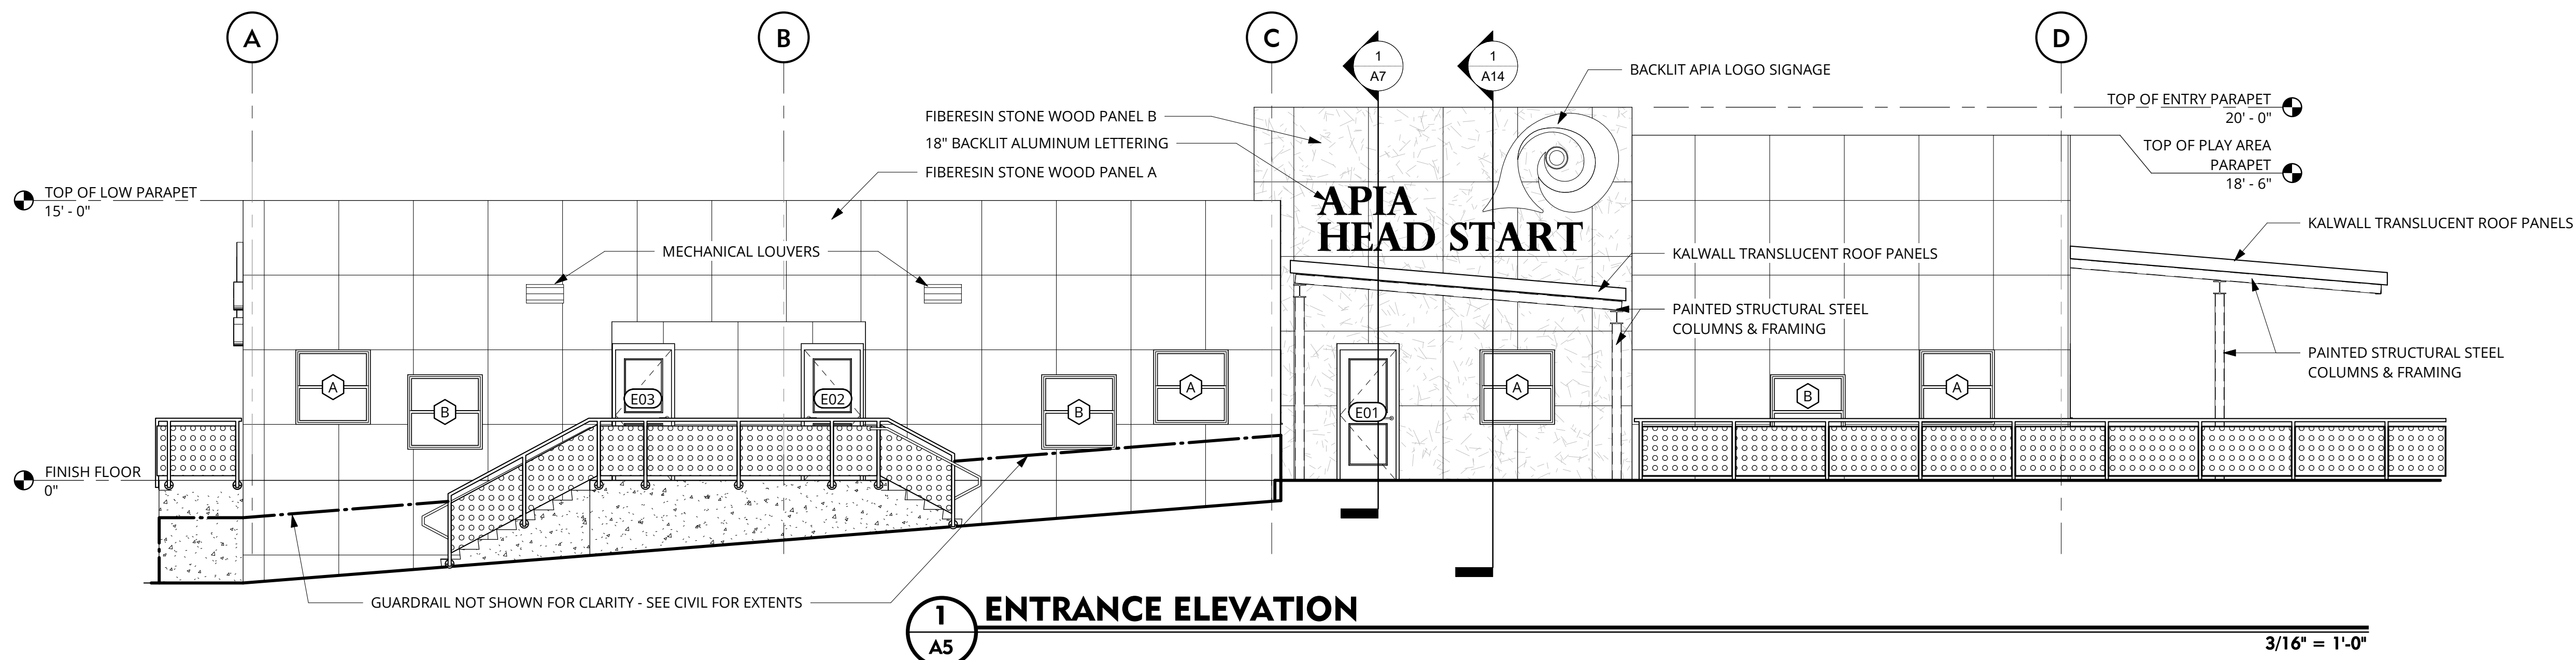 A
B
C
D
1
A7
1
A14
BACKLIT APIA LOGO SIGNAGE
TOP OF ENTRY PARAPET
20' - 0"
FIBERESIN STONE WOOD PANEL B
18" BACKLIT ALUMINUM LETTERING
FIBERESIN STONE WOOD PANEL A
TOP OF PLAY AREA
PARAPET
18' - 6"
TOP OF LOW PARAPET
15' - 0"
APIA
HEAD START
MECHANICAL LOUVERS
KALWALL TRANSLUCENT ROOF PANELS
KALWALL TRANSLUCENT ROOF PANELS
PAINTED STRUCTURAL STEEL
COLUMNS & FRAMING
PAINTED STRUCTURAL STEEL
COLUMNS & FRAMING
A
B
E03
E02
B
A
E01
A
B
A
FINISH FLOOR
0"
GUARDRAIL NOT SHOWN FOR CLARITY - SEE CIVIL FOR EXTENTS
1
A5
ENTRANCE ELEVATION
3/16" = 1'-0"